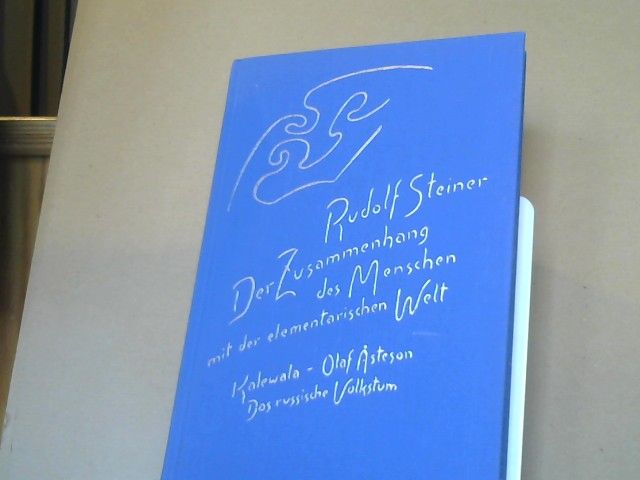 Rudolf Steiner
Der Zusammenhang
des Menschen
mit der elementarischen Welt
Kalewala - Olaf Åsteson
Das russische Volkstum